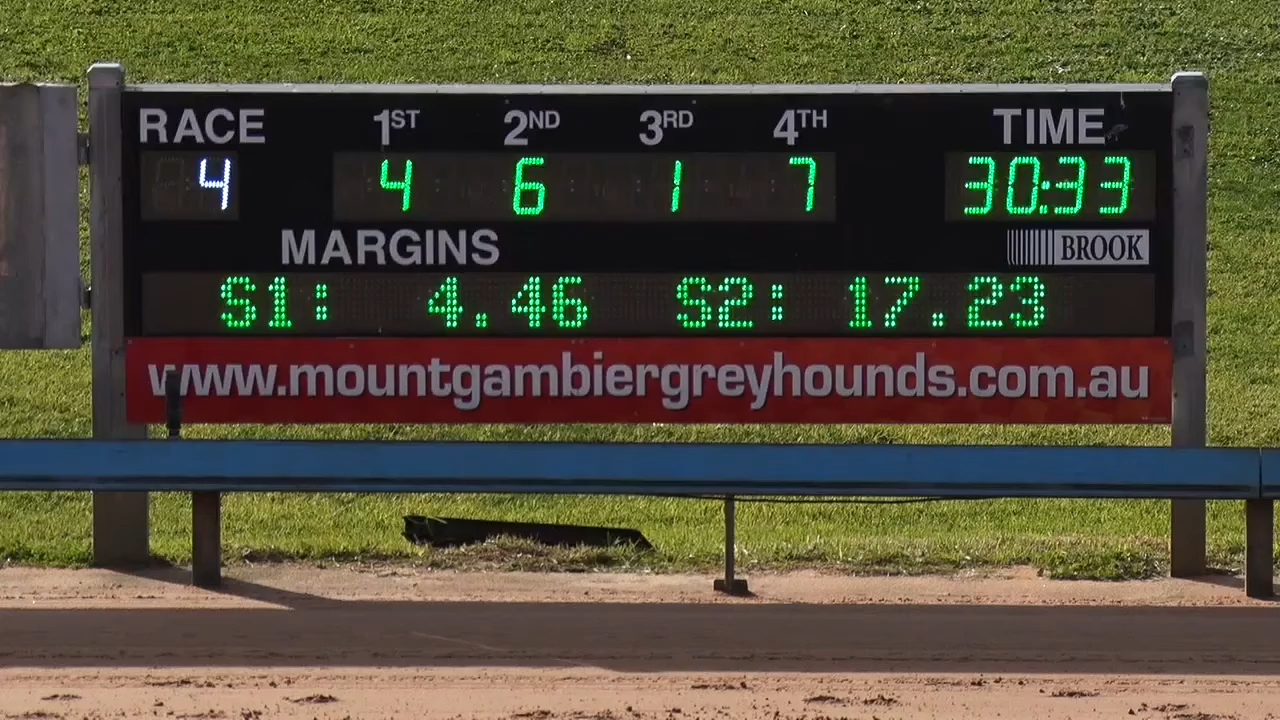 RACE 1ST 2ND 3RD 4TH TIME
4 4 6 1 7 30:33
MARGINS BROOK
S1: 4.46 S2: 17.23
www.mountgambiergreyhounds.com.au